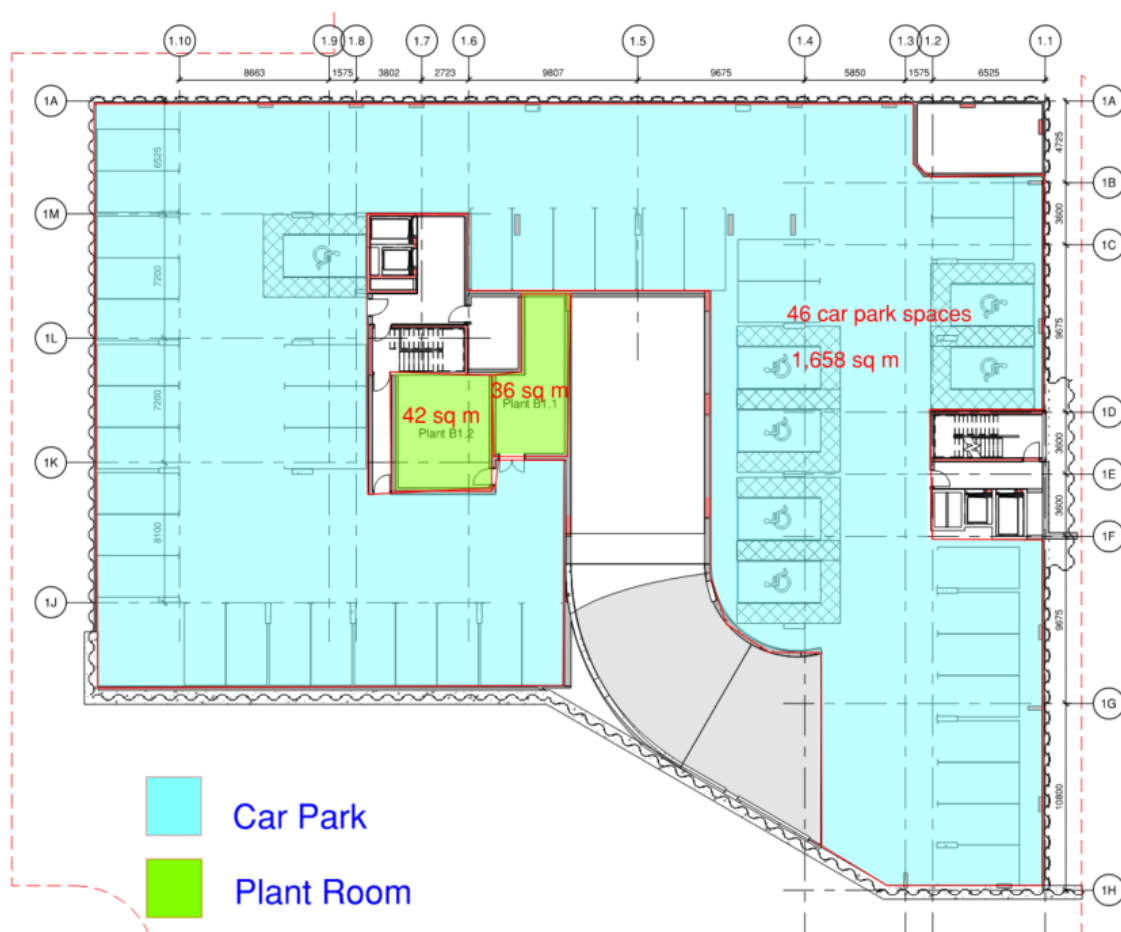 1.10 1.9 1.8 1.7 1.6 1.5 1.4 1.3 1.2 1.1
8663 1575 3802 2723 9807 9675 5850 1575 6525
1A 1A
4725
6525
1B
3600
1M
1C
7200
46 car park spaces
9675
1L
1,658 sq m
36 sq m
Plant B1.1
42 sq m
Plant B1.2
1D
7200
3600
1K
1E
3600
8100
1F
1J
9675
1G
10800
Car Park
Plant Room
1H